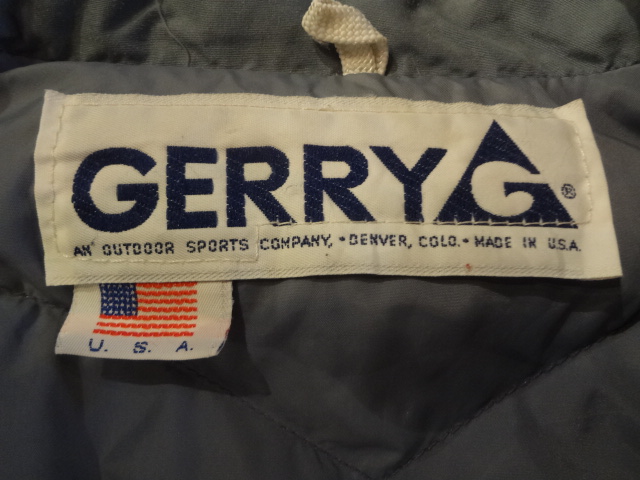 GERRY G®
AN OUTDOOR SPORTS COMPANY, • DENVER, COLO. • MADE IN U.S.A.
U. S. A.